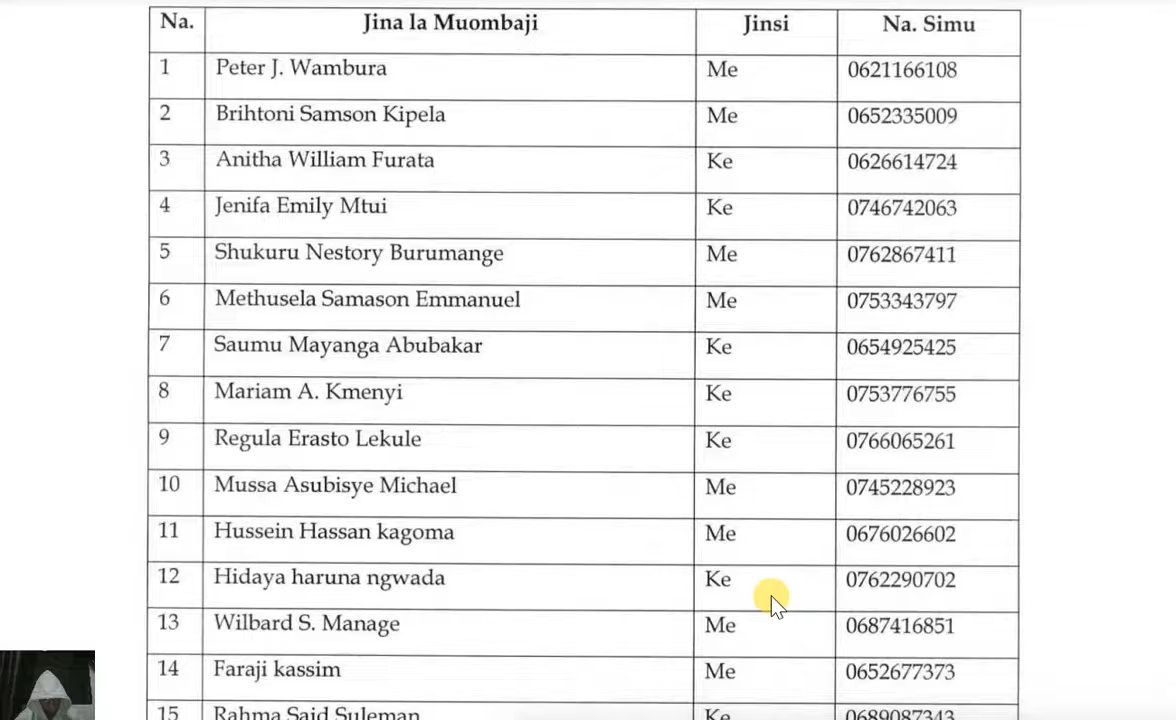 Na. Jina la Muombaji Jinsi Na. Simu
1 Peter J. Wambura Me 0621166108
2 Brihtoni Samson Kipela Me 0652335009
3 Anitha William Furata Ke 0626614724
4 Jenifa Emily Mtui Ke 0746742063
5 Shukuru Nestory Burumange Me 0762867411
6 Methusela Samason Emmanuel Me 0753343797
7 Saumu Mayanga Abubakar Ke 0654925425
8 Mariam A. Kmenyi Ke 0753776755
9 Regula Erasto Lekule Ke 0766065261
10 Mussa Asubisye Michael Me 0745228923
11 Hussein Hassan kagoma Me 0676026602
12 Hidaya haruna ngwada Ke 0762290702
13 Wilbard S. Manage Me 0687416851
14 Faraji kassim Me 0652677373
15 Rahma Said Suleman Ke 0689087343